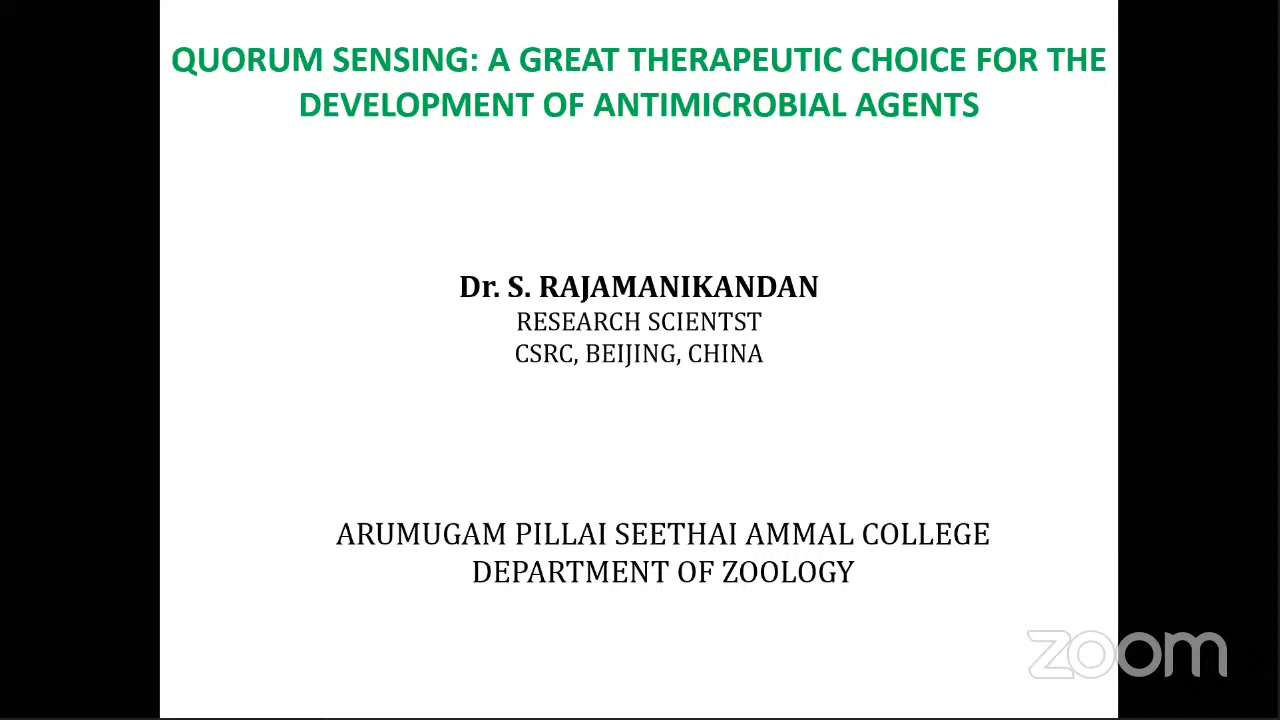 QUORUM SENSING: A GREAT THERAPEUTIC CHOICE FOR THE
DEVELOPMENT OF ANTIMICROBIAL AGENTS
Dr. S. RAJAMANIKANDAN
RESEARCH SCIENTST
CSRC, BEIJING, CHINA
ARUMUGAM PILLAI SEETHAI AMMAL COLLEGE
DEPARTMENT OF ZOOLOGY
zoom